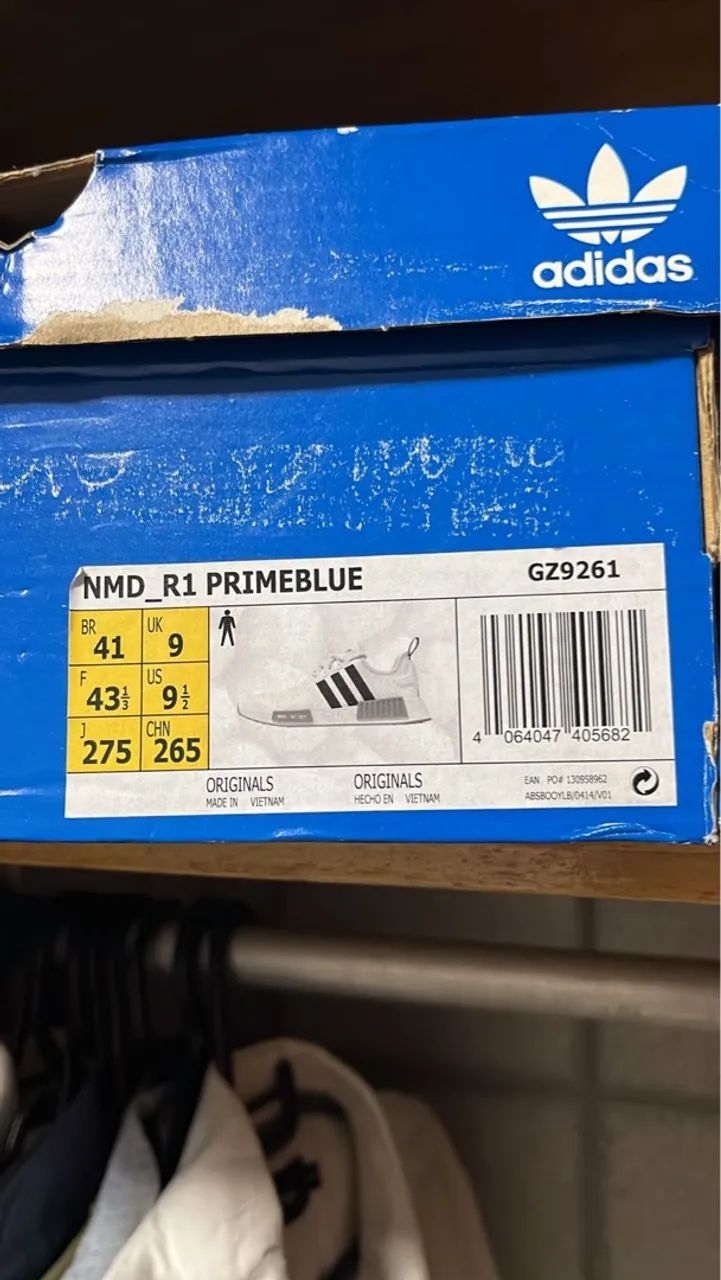 adidas
NMD_R1 PRIMEBLUE
GZ9261
BR 41
UK 9
F 43⅓
US 9½
J 275
CHN 265
4 064047 405682
ORIGINALS
MADE IN VIETNAM
ORIGINALS
HECHO EN VIETNAM
EAN PO# 130958962
ABSBOOYLB/0414/V01